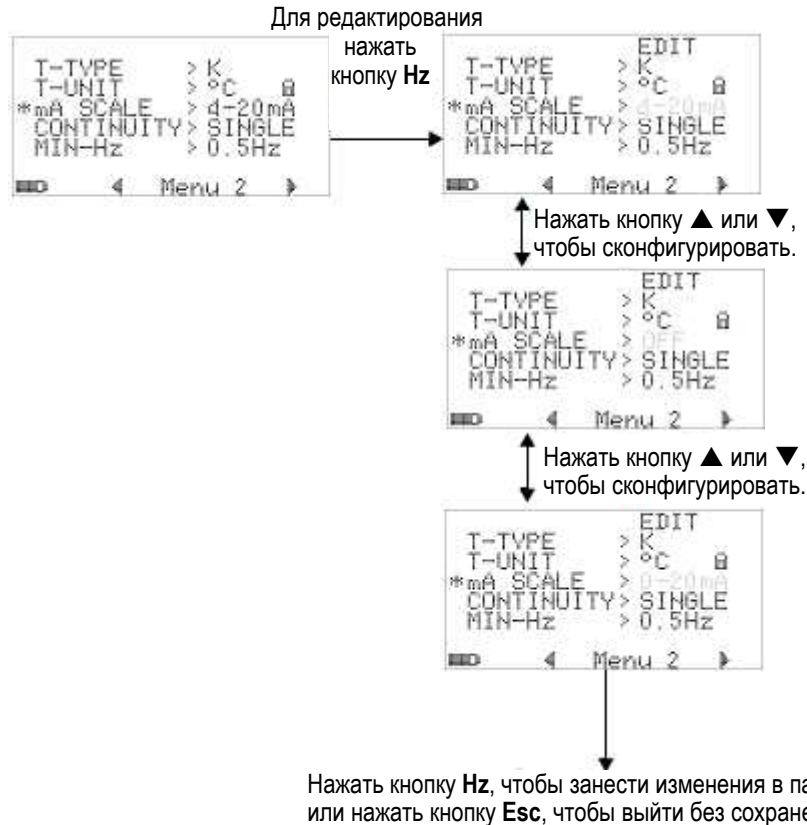 Для редактирования
нажать
кнопку Hz
T-TYPE > K
T-UNIT > °C
*mA SCALE > 4-20mA
CONTINUITY> SINGLE
MIN-Hz > 0.5Hz
Menu 2
EDIT
T-TYPE > K
T-UNIT > °C
*mA SCALE > 4-20mA
CONTINUITY> SINGLE
MIN-Hz > 0.5Hz
Menu 2
Нажать кнопку ▲ или ▼,
чтобы сконфигурировать.
EDIT
T-TYPE > K
T-UNIT > °C
*mA SCALE > OFF
CONTINUITY> SINGLE
MIN-Hz > 0.5Hz
Menu 2
Нажать кнопку ▲ или ▼,
чтобы сконфигурировать.
EDIT
T-TYPE > K
T-UNIT > °C
*mA SCALE > 0-20mA
CONTINUITY> SINGLE
MIN-Hz > 0.5Hz
Menu 2
Нажать кнопку Hz, чтобы занести изменения в па
или нажать кнопку Esc, чтобы выйти без сохране